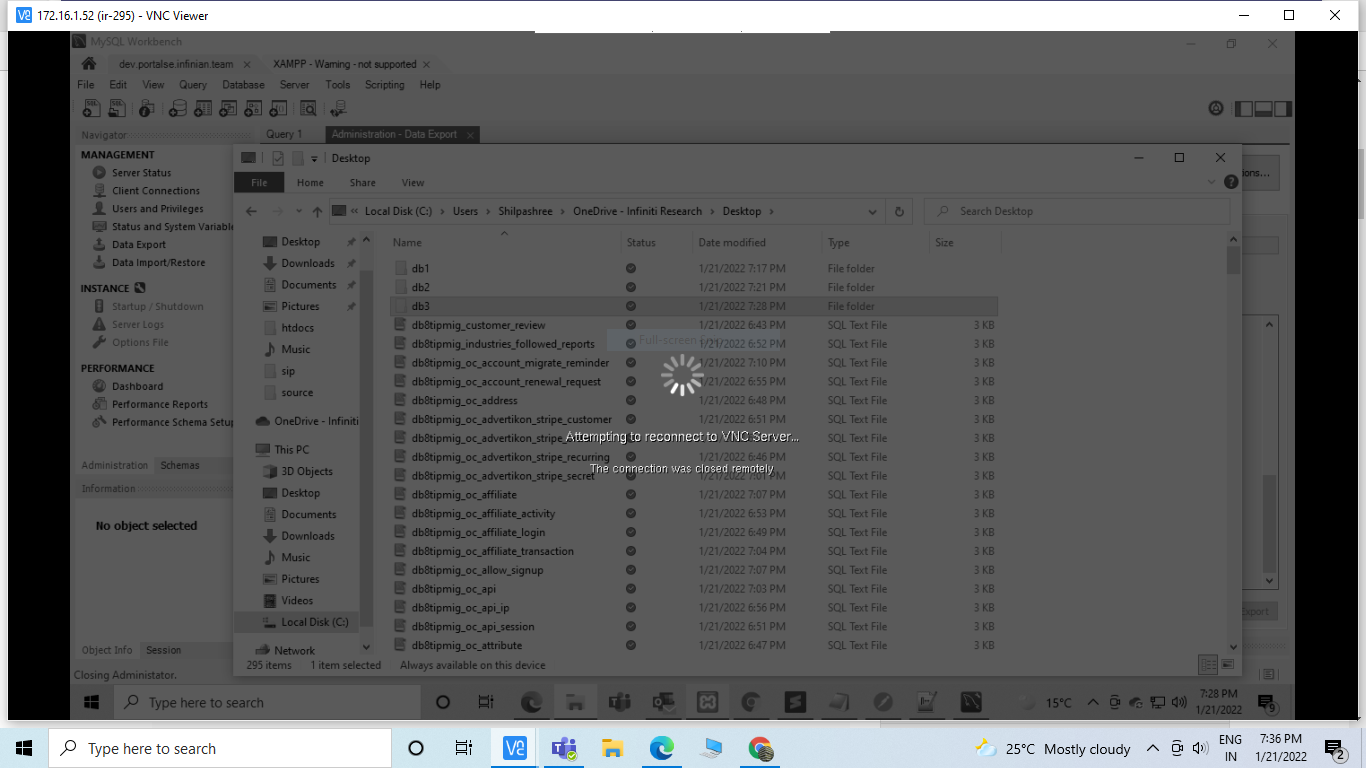 172.16.1.52 (ir-295) - VNC Viewer
MySQL Workbench
dev.portalse.infinian.team
XAMPP - Warning - not supported
File Edit View Query Database Server Tools Scripting Help
Navigator
Query 1
Administration - Data Export
MANAGEMENT
Server Status
Client Connections
Users and Privileges
Status and System Variable
Data Export
Data Import/Restore
INSTANCE
Startup / Shutdown
Server Logs
Options File
PERFORMANCE
Dashboard
Performance Reports
Performance Schema Setup
Administration Schemas
Information
No object selected
Object Info Session
Closing Administator.
Desktop
ions...
File Home Share View
« Local Disk (C:) > Users > Shilpashree > OneDrive - Infiniti Research > Desktop >
Search Desktop
Desktop
Downloads
Documents
Pictures
htdocs
Music
sip
source
OneDrive - Infiniti
This PC
3D Objects
Desktop
Documents
Downloads
Music
Pictures
Videos
Local Disk (C:)
Network
Name Status Date modified Type Size
db1 1/21/2022 7:17 PM File folder
db2 1/21/2022 7:21 PM File folder
db3 1/21/2022 7:28 PM File folder
db8tipmig_customer_review 1/21/2022 6:43 PM SQL Text File 3 KB
db8tipmig_industries_followed_reports 1/21/2022 6:52 PM SQL Text File 3 KB
db8tipmig_oc_account_migrate_reminder 1/21/2022 7:10 PM SQL Text File 3 KB
db8tipmig_oc_account_renewal_request 1/21/2022 6:55 PM SQL Text File 3 KB
db8tipmig_oc_address 1/21/2022 6:48 PM SQL Text File 3 KB
db8tipmig_oc_advertikon_stripe_customer 1/21/2022 6:51 PM SQL Text File 3 KB
db8tipmig_oc_advertikon_stripe_ SQL Text File 3 KB
db8tipmig_oc_advertikon_stripe_recurring 1/21/2022 6:46 PM SQL Text File 3 KB
db8tipmig_oc_advertikon_stripe_secret 1/21/2022 7:01 PM SQL Text File 3 KB
db8tipmig_oc_affiliate 1/21/2022 7:07 PM SQL Text File 3 KB
db8tipmig_oc_affiliate_activity 1/21/2022 6:53 PM SQL Text File 3 KB
db8tipmig_oc_affiliate_login 1/21/2022 6:49 PM SQL Text File 3 KB
db8tipmig_oc_affiliate_transaction 1/21/2022 7:04 PM SQL Text File 3 KB
db8tipmig_oc_allow_signup 1/21/2022 7:07 PM SQL Text File 3 KB
db8tipmig_oc_api 1/21/2022 7:03 PM SQL Text File 3 KB
db8tipmig_oc_api_ip 1/21/2022 6:56 PM SQL Text File 3 KB
db8tipmig_oc_api_session 1/21/2022 6:51 PM SQL Text File 3 KB
db8tipmig_oc_attribute 1/21/2022 6:47 PM SQL Text File 3 KB
Full-screen
Attempting to reconnect to VNC Server...
The connection was closed remotely
Export
295 items 1 item selected Always available on this device
Type here to search
15°C
7:28 PM
1/21/2022
9
Type here to search
25°C Mostly cloudy
ENG
IN
7:36 PM
1/21/2022
2